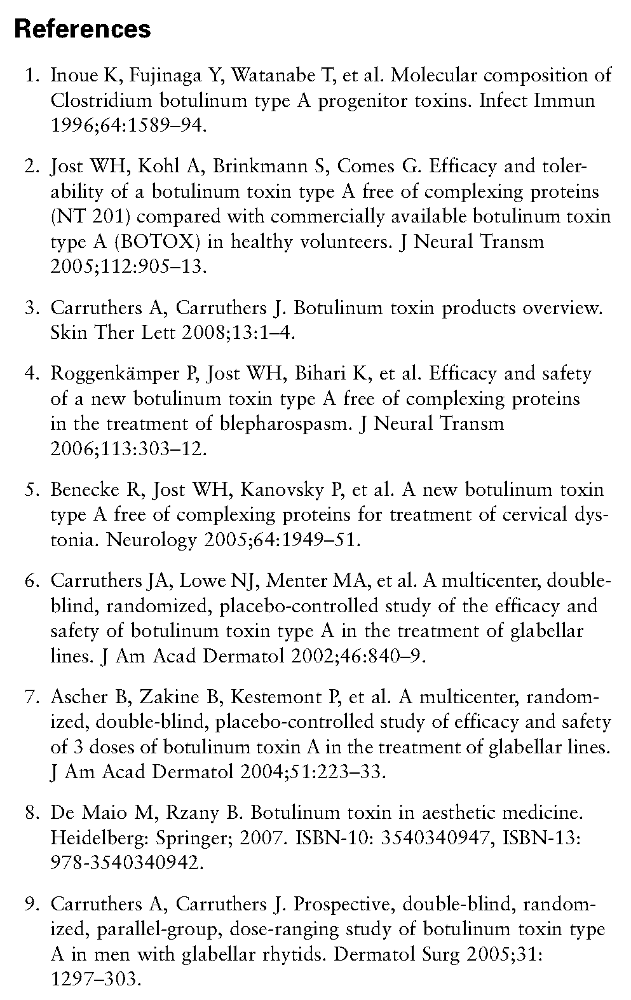 References
1. Inoue K, Fujinaga Y, Watanabe T, et al. Molecular composition of
Clostridium botulinum type A progenitor toxins. Infect Immun
1996;64:1589–94.
2. Jost WH, Kohl A, Brinkmann S, Comes G. Efficacy and toler-
ability of a botulinum toxin type A free of complexing proteins
(NT 201) compared with commercially available botulinum toxin
type A (BOTOX) in healthy volunteers. J Neural Transm
2005;112:905–13.
3. Carruthers A, Carruthers J. Botulinum toxin products overview.
Skin Ther Lett 2008;13:1–4.
4. Roggenkämper P, Jost WH, Bihari K, et al. Efficacy and safety
of a new botulinum toxin type A free of complexing proteins
in the treatment of blepharospasm. J Neural Transm
2006;113:303–12.
5. Benecke R, Jost WH, Kanovsky P, et al. A new botulinum toxin
type A free of complexing proteins for treatment of cervical dys-
tonia. Neurology 2005;64:1949–51.
6. Carruthers JA, Lowe NJ, Menter MA, et al. A multicenter, double-
blind, randomized, placebo-controlled study of the efficacy and
safety of botulinum toxin type A in the treatment of glabellar
lines. J Am Acad Dermatol 2002;46:840–9.
7. Ascher B, Zakine B, Kestemont P, et al. A multicenter, random-
ized, double-blind, placebo-controlled study of efficacy and safety
of 3 doses of botulinum toxin A in the treatment of glabellar lines.
J Am Acad Dermatol 2004;51:223–33.
8. De Maio M, Rzany B. Botulinum toxin in aesthetic medicine.
Heidelberg: Springer; 2007. ISBN-10: 3540340947, ISBN-13:
978-3540340942.
9. Carruthers A, Carruthers J. Prospective, double-blind, random-
ized, parallel-group, dose-ranging study of botulinum toxin type
A in men with glabellar rhytids. Dermatol Surg 2005;31:
1297–303.